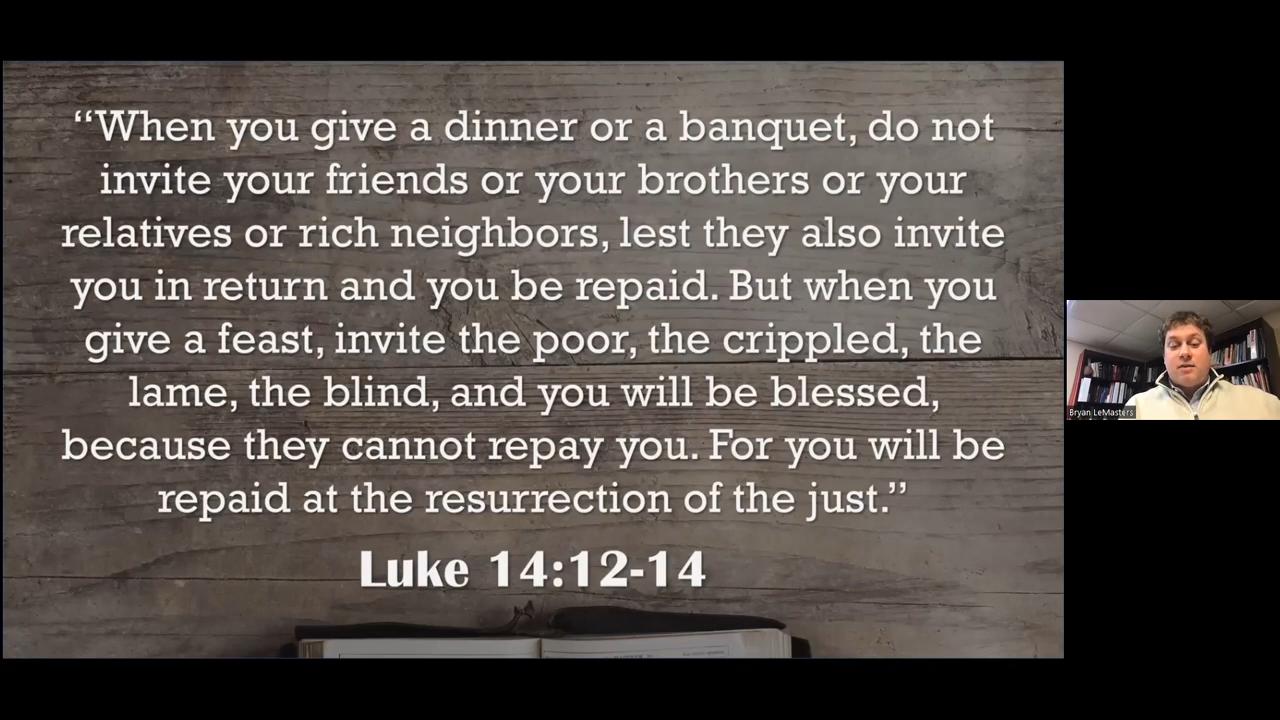 “When you give a dinner or a banquet, do not
invite your friends or your brothers or your
relatives or rich neighbors, lest they also invite
you in return and you be repaid. But when you
give a feast, invite the poor, the crippled, the
lame, the blind, and you will be blessed,
because they cannot repay you. For you will be
repaid at the resurrection of the just.”
Luke 14:12-14
Bryan LeMasters